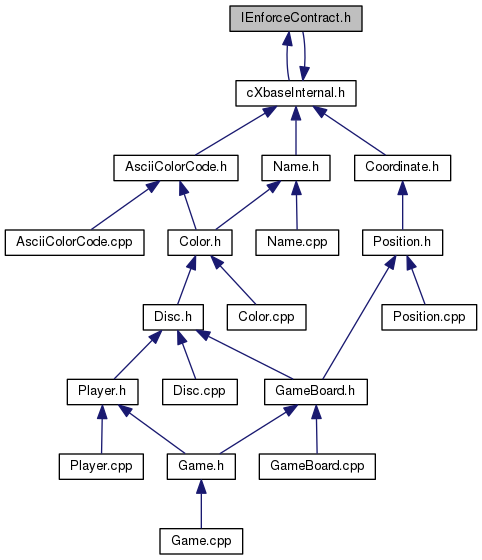 IEnforceContract.h
cXbaseInternal.h
AsciiColorCode.h
Name.h
Coordinate.h
AsciiColorCode.cpp
Color.h
Name.cpp
Position.h
Disc.h
Color.cpp
Position.cpp
Player.h
Disc.cpp
GameBoard.h
Player.cpp
Game.h
GameBoard.cpp
Game.cpp